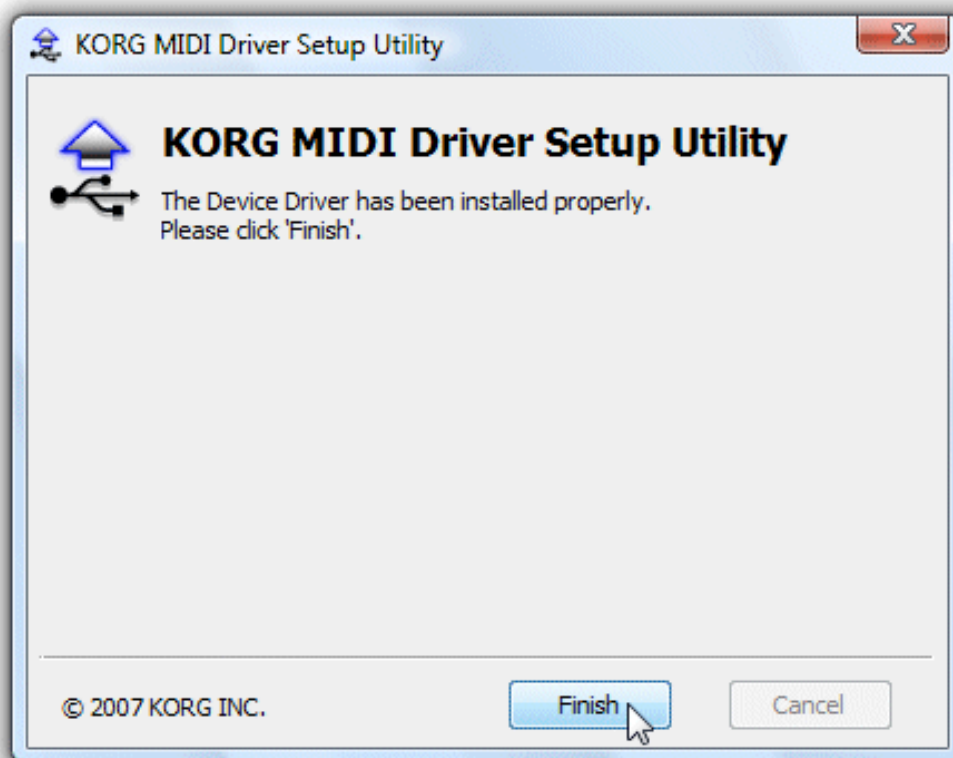 KORG MIDI Driver Setup Utility
KORG MIDI Driver Setup Utility
The Device Driver has been installed properly.
Please click 'Finish'.
© 2007 KORG INC.
Finish
Cancel